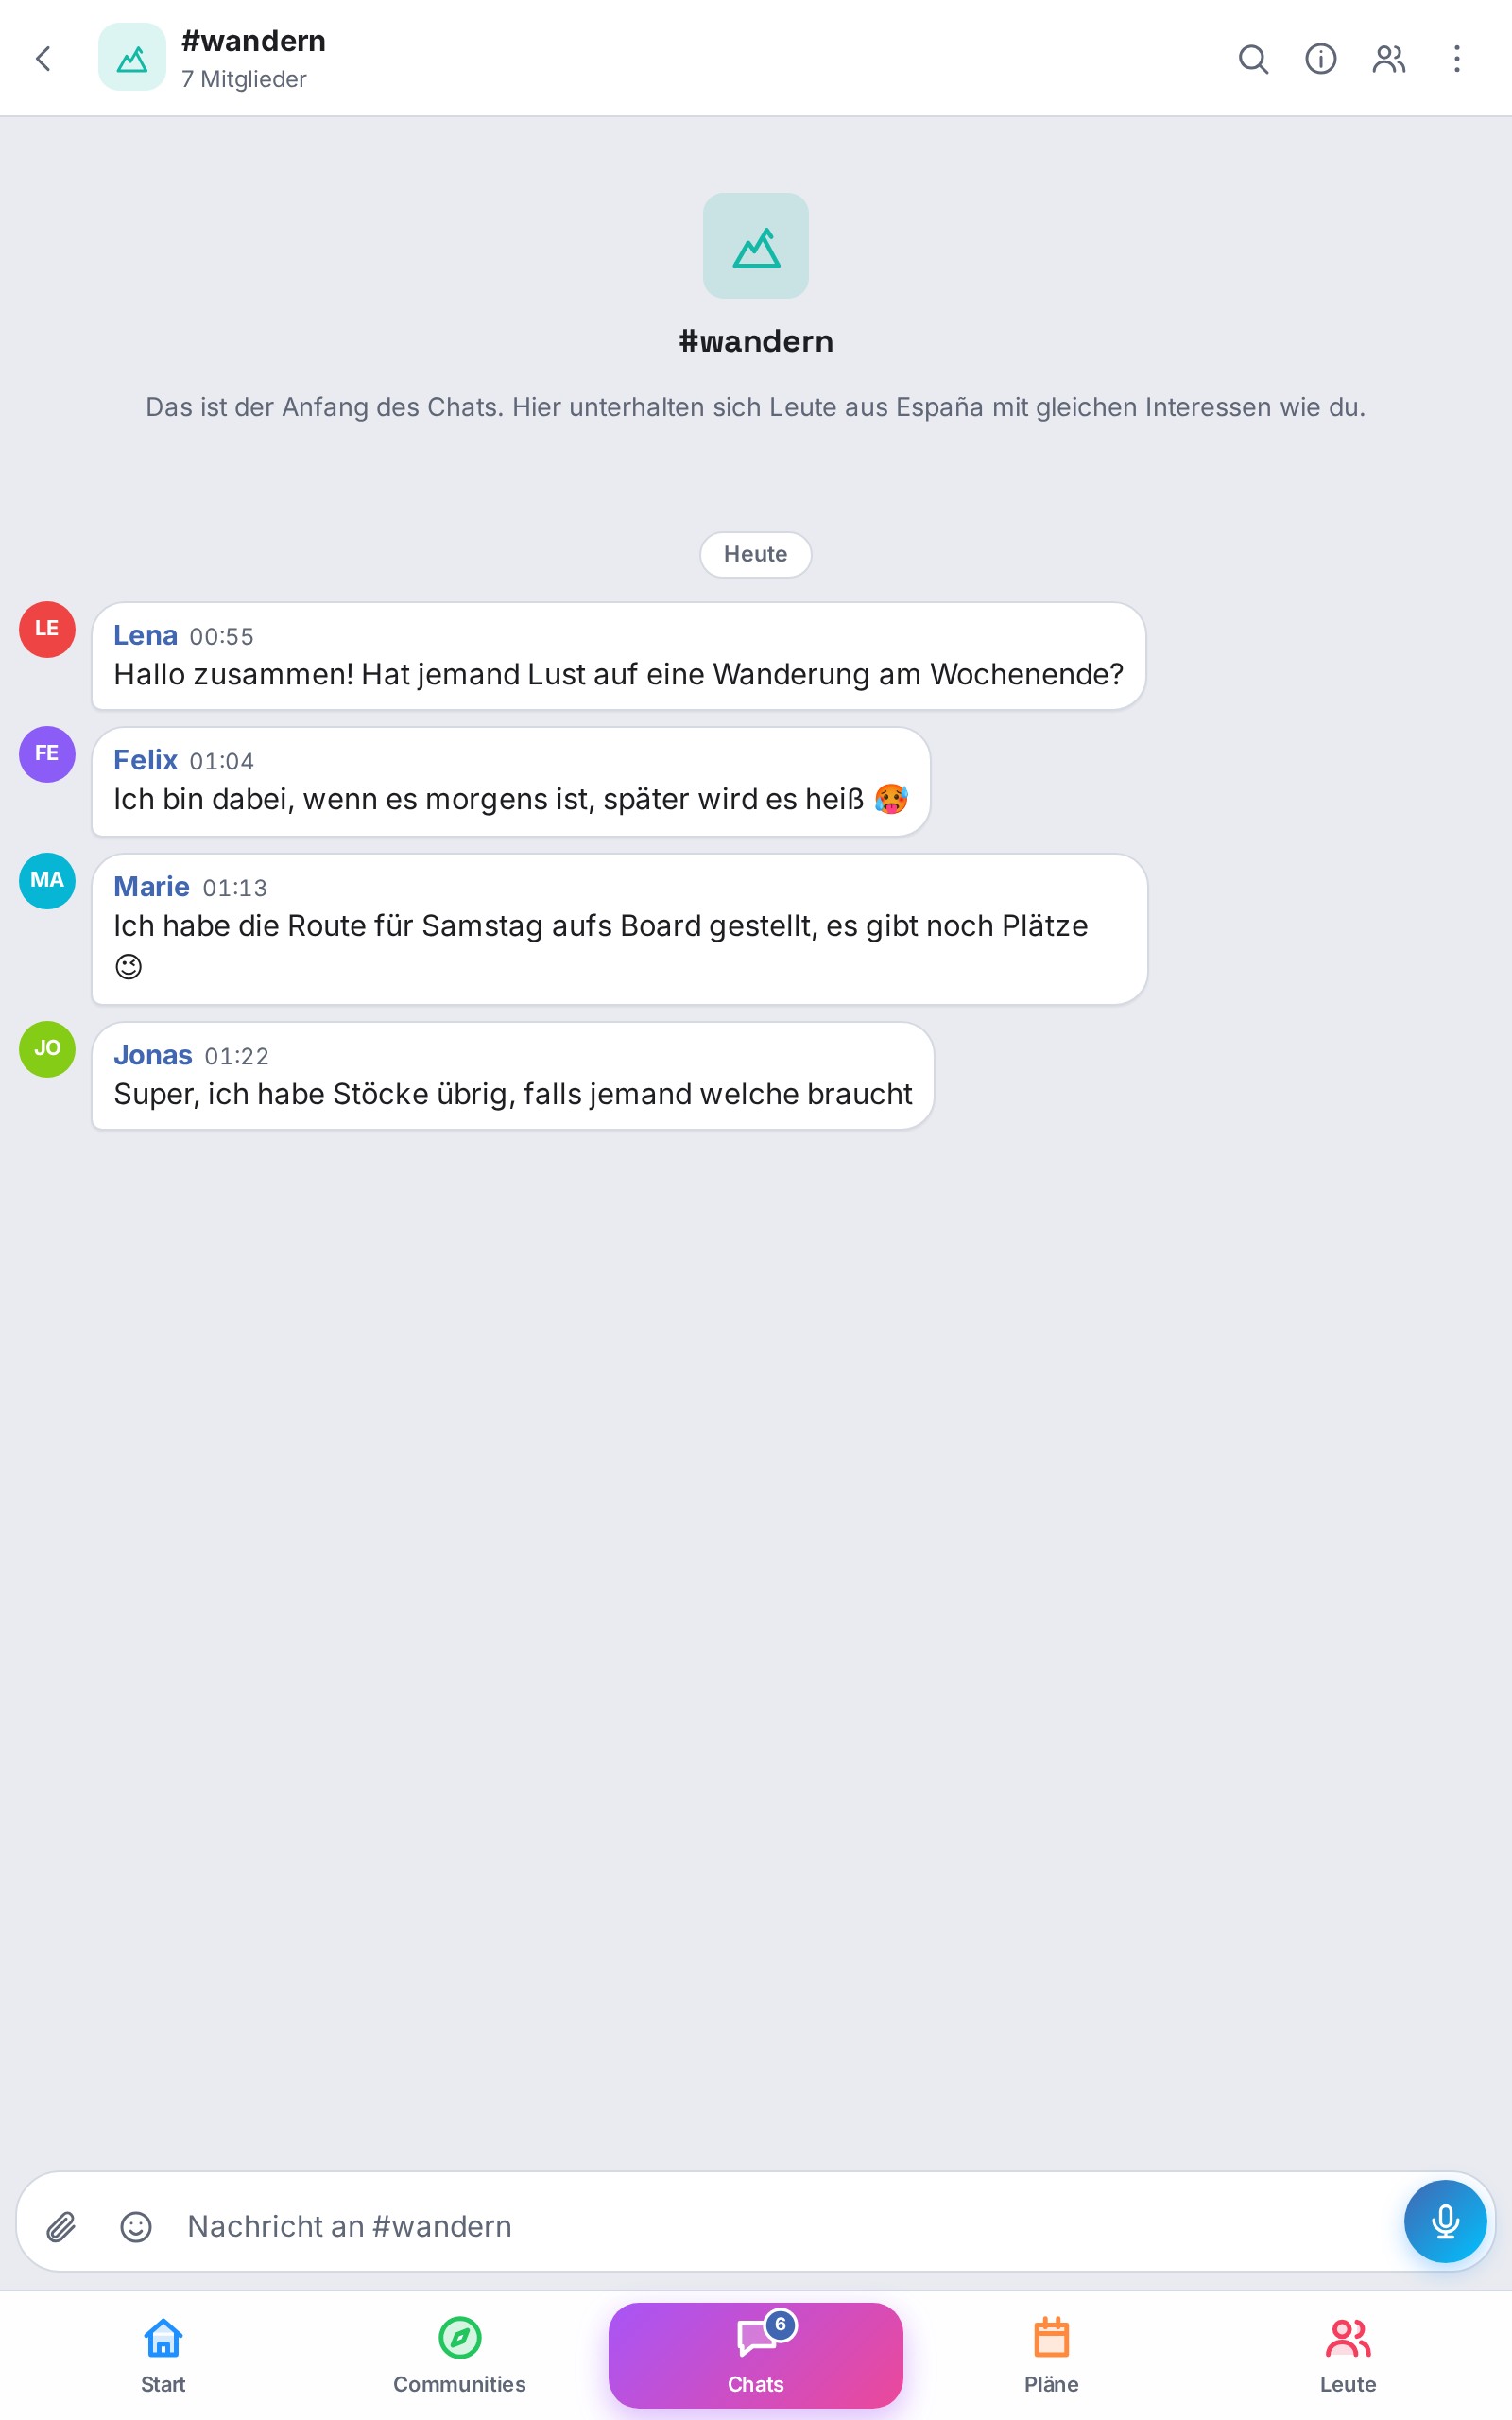 #wandern
7 Mitglieder
#wandern
Das ist der Anfang des Chats. Hier unterhalten sich Leute aus España mit gleichen Interessen wie du.
Heute
LE
Lena 00:55
Hallo zusammen! Hat jemand Lust auf eine Wanderung am Wochenende?
FE
Felix 01:04
Ich bin dabei, wenn es morgens ist, später wird es heiß 🥵
MA
Marie 01:13
Ich habe die Route für Samstag aufs Board gestellt, es gibt noch Plätze
😉
JO
Jonas 01:22
Super, ich habe Stöcke übrig, falls jemand welche braucht
Nachricht an #wandern
6
Start
Communities
Chats
Pläne
Leute